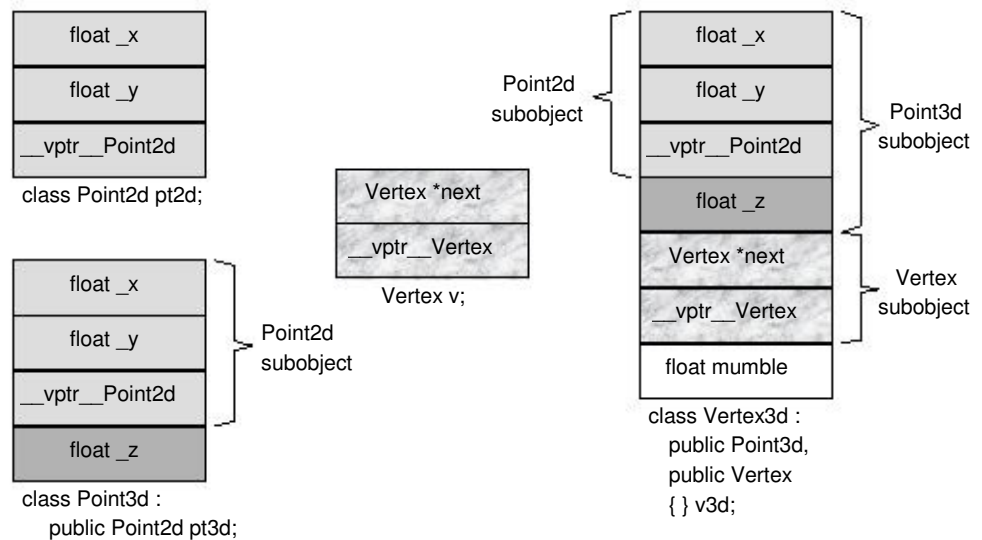 float _x
float _y
__vptr__Point2d
class Point2d pt2d;
float _x
float _y
__vptr__Point2d
float _z
Point2d
subobject
class Point3d :
public Point2d pt3d;
Vertex *next
__vptr__Vertex
Vertex v;
Point2d
subobject
float _x
float _y
__vptr__Point2d
float _z
Vertex *next
__vptr__Vertex
float mumble
Point3d
subobject
Vertex
subobject
class Vertex3d :
public Point3d,
public Vertex
{ } v3d;